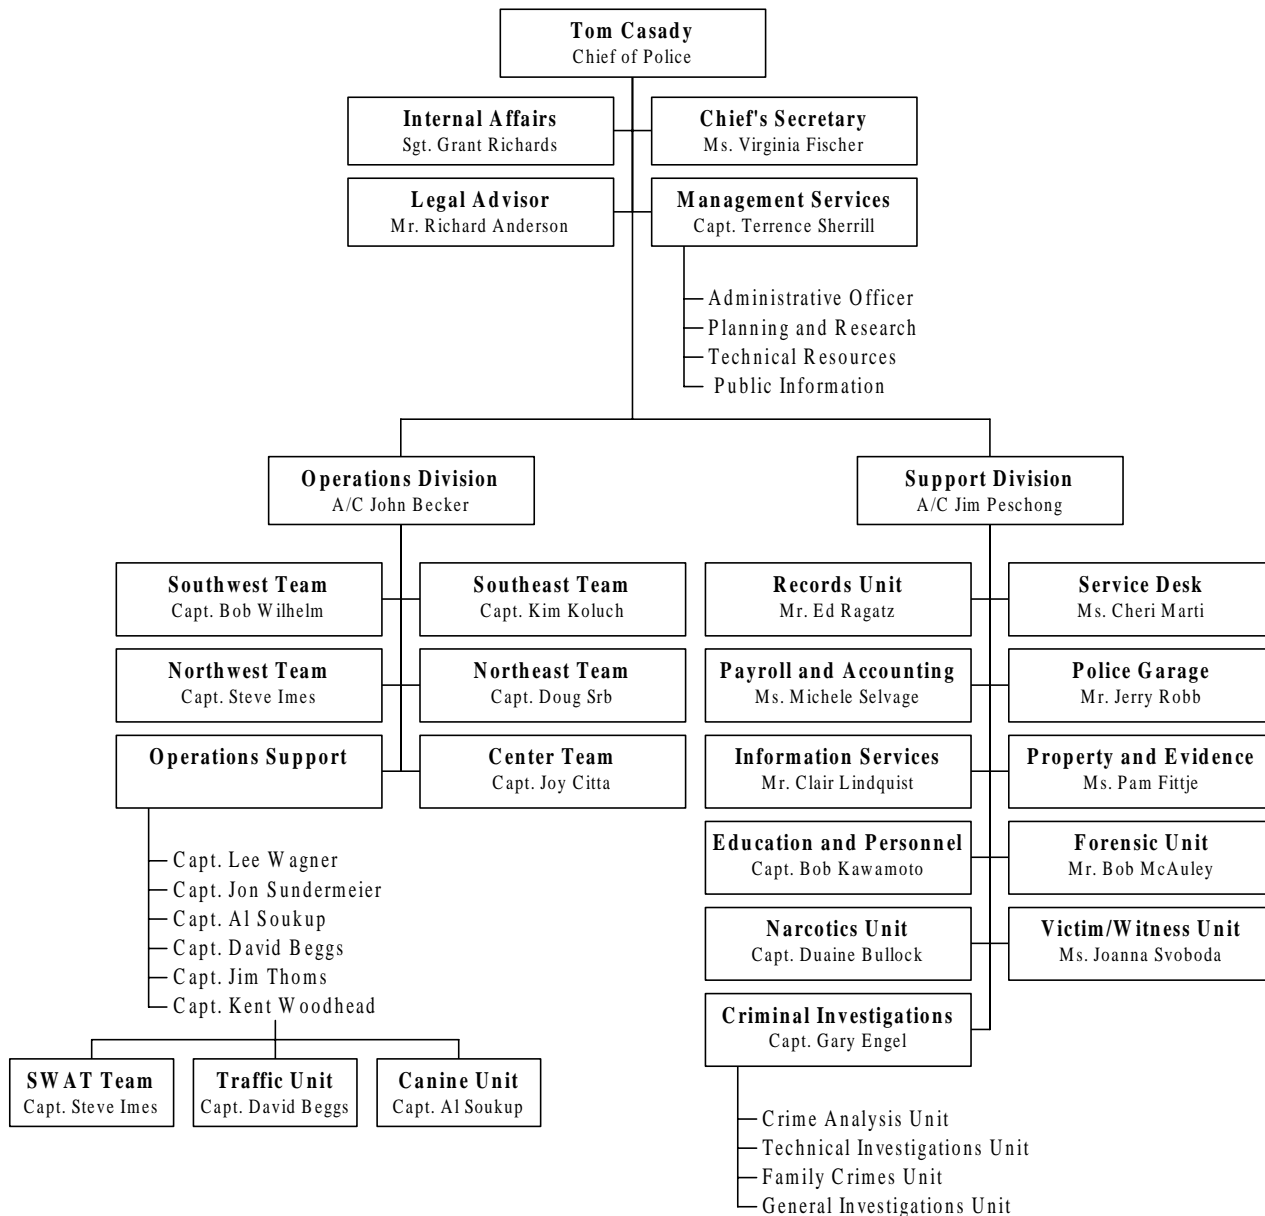 Tom Casady
Chief of Police
Internal Affairs
Sgt. Grant Richards
Chief's Secretary
Ms. Virginia Fischer
Legal Advisor
Mr. Richard Anderson
Management Services
Capt. Terrence Sherrill
Administrative Officer
Planning and Research
Technical Resources
Public Information
Operations Division
A/C John Becker
Support Division
A/C Jim Peschong
Southwest Team
Capt. Bob Wilhelm
Southeast Team
Capt. Kim Koluch
Northwest Team
Capt. Steve Imes
Northeast Team
Capt. Doug Srb
Operations Support
Center Team
Capt. Joy Citta
Capt. Lee Wagner
Capt. Jon Sundermeier
Capt. Al Soukup
Capt. David Beggs
Capt. Jim Thoms
Capt. Kent Woodhead
SWAT Team
Capt. Steve Imes
Traffic Unit
Capt. David Beggs
Canine Unit
Capt. Al Soukup
Records Unit
Mr. Ed Ragatz
Service Desk
Ms. Cheri Marti
Payroll and Accounting
Ms. Michele Selvage
Police Garage
Mr. Jerry Robb
Information Services
Mr. Clair Lindquist
Property and Evidence
Ms. Pam Fittje
Education and Personnel
Capt. Bob Kawamoto
Forensic Unit
Mr. Bob McAuley
Narcotics Unit
Capt. Duaine Bullock
Victim/Witness Unit
Ms. Joanna Svoboda
Criminal Investigations
Capt. Gary Engel
Crime Analysis Unit
Technical Investigations Unit
Family Crimes Unit
General Investigations Unit